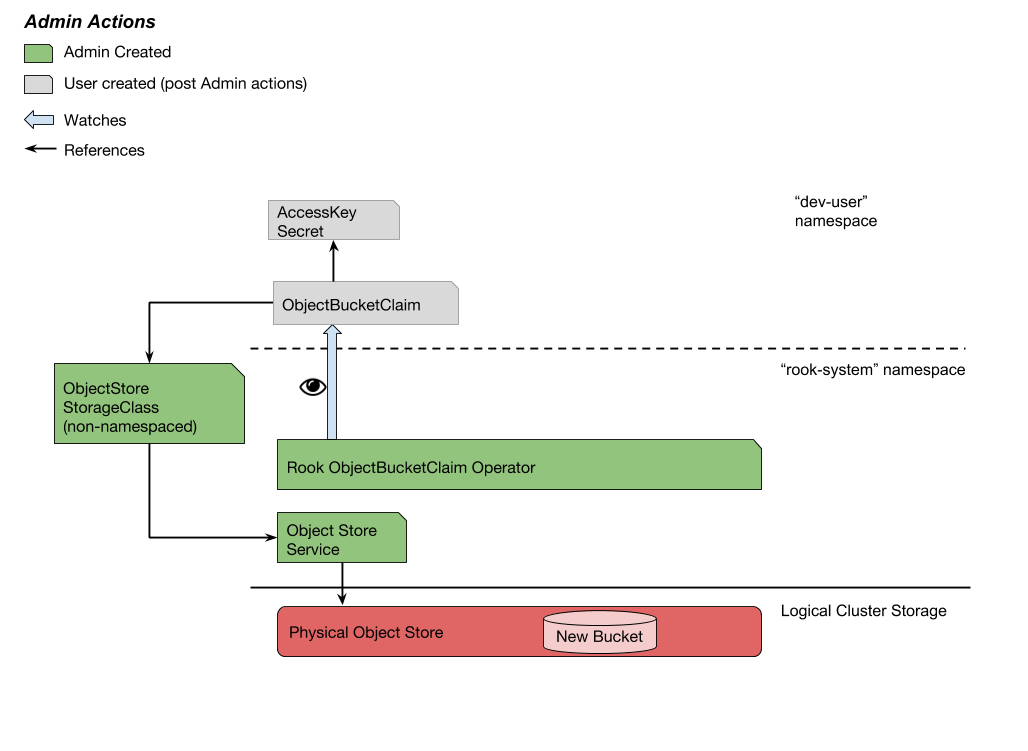 Admin Actions
Admin Created
User created (post Admin actions)
Watches
References
“dev-user”
namespace
AccessKey
Secret
ObjectBucketClaim
“rook-system” namespace
ObjectStore
StorageClass
(non-namespaced)
Rook ObjectBucketClaim Operator
Object Store
Service
Logical Cluster Storage
Physical Object Store
New Bucket